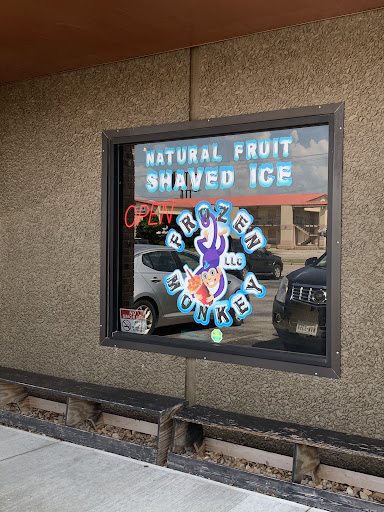 NATURAL FRUIT
SHAVED ICE
OPEN
FROZEN
LLC
MONKEY